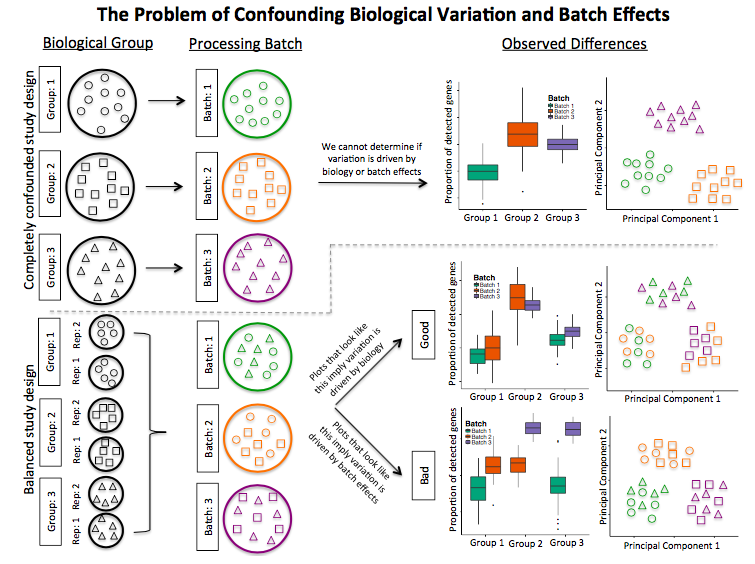 The Problem of Confounding Biological Variation and Batch Effects
Biological Group
Processing Batch
Observed Differences
Completely confounded study design
Group: 1
Batch: 1
Group: 2
Batch: 2
Group: 3
Batch: 3
We cannot determine if
variation is driven by
biology or batch effects
Proportion of detected genes
Batch
Batch 1
Batch 2
Batch 3
Group 1
Group 2
Group 3
Principal Component 2
Principal Component 1
Balanced study design
Group: 1
Rep: 2
Rep: 1
Group: 2
Rep: 2
Rep: 1
Group: 3
Rep: 2
Rep: 1
Batch: 1
Batch: 2
Batch: 3
Plots that look like
this imply variation is
driven by biology
Good
Plots that look like
this imply variation is
driven by batch effects
Bad
Proportion of detected genes
Batch
Batch 1
Batch 2
Batch 3
Group 1
Group 2
Group 3
Principal Component 2
Principal Component 1
Proportion of detected genes
Batch
Batch 1
Batch 2
Batch 3
Group 1
Group 2
Group 3
Principal Component 2
Principal Component 1